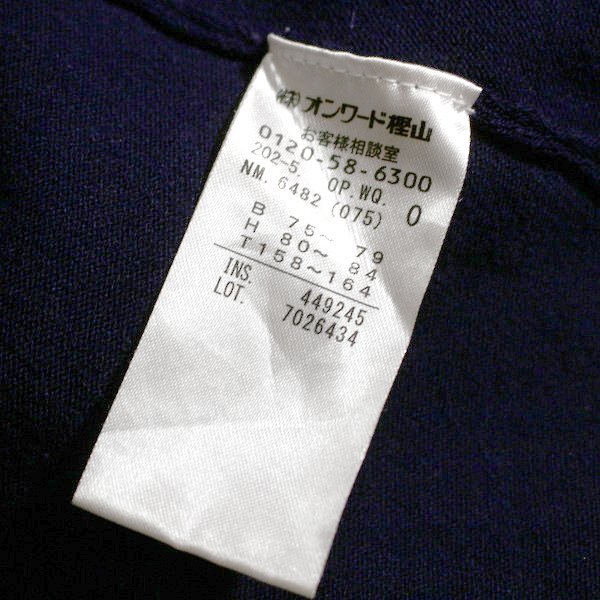 (株)オンワード樫山
お客様相談室
0120-58-6300
202-5 OP.WQ. 0
NM. 6482 (075)
B 75～ 79
H 80～ 84
T 158～164
INS. 449245
LOT. 7026434